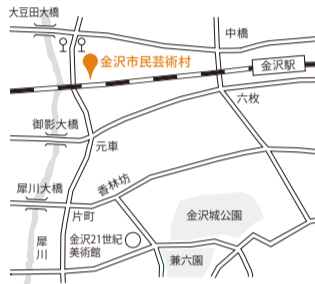 大豆田大橋
中橋
金沢市民芸術村
金沢駅
六枚
御影大橋
元車
香林坊
犀川大橋
片町
金沢城公園
犀川
金沢21世紀
美術館
兼六園